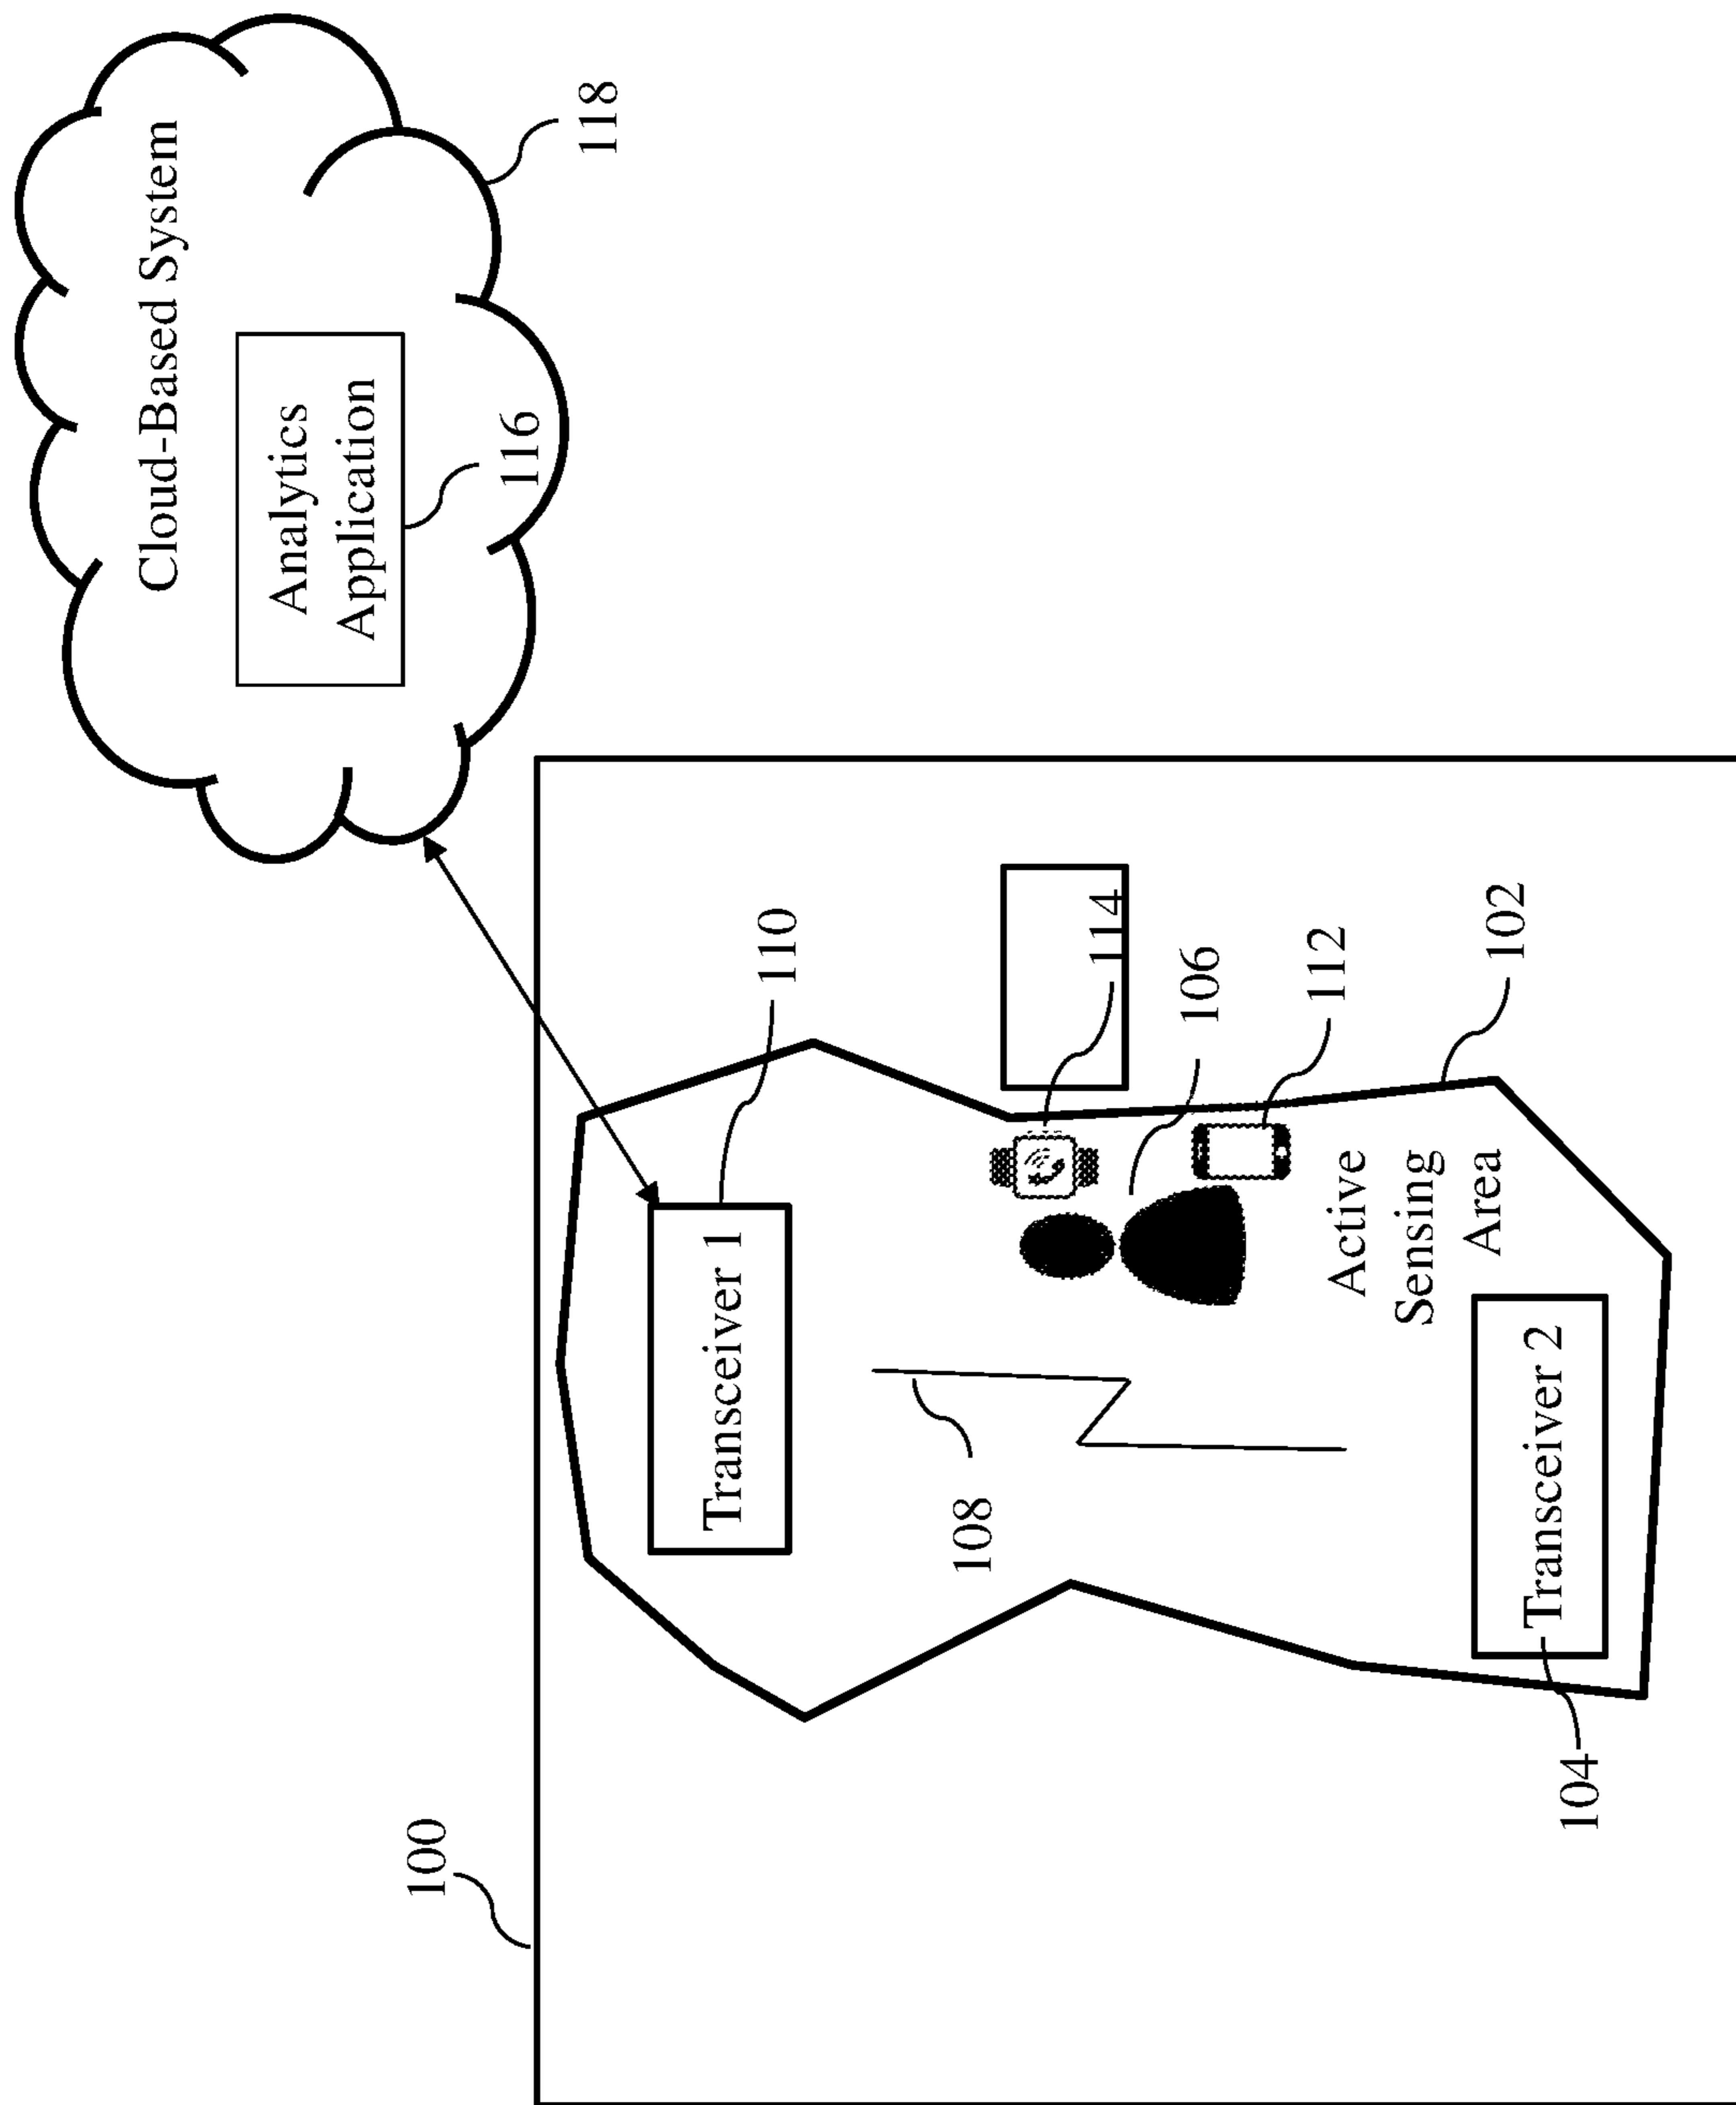 Cloud-Based System
Analytics
Application
116
118
100
110
Transceiver 1
114
106
112
102
108
Active
Sensing
Area
Transceiver 2
104